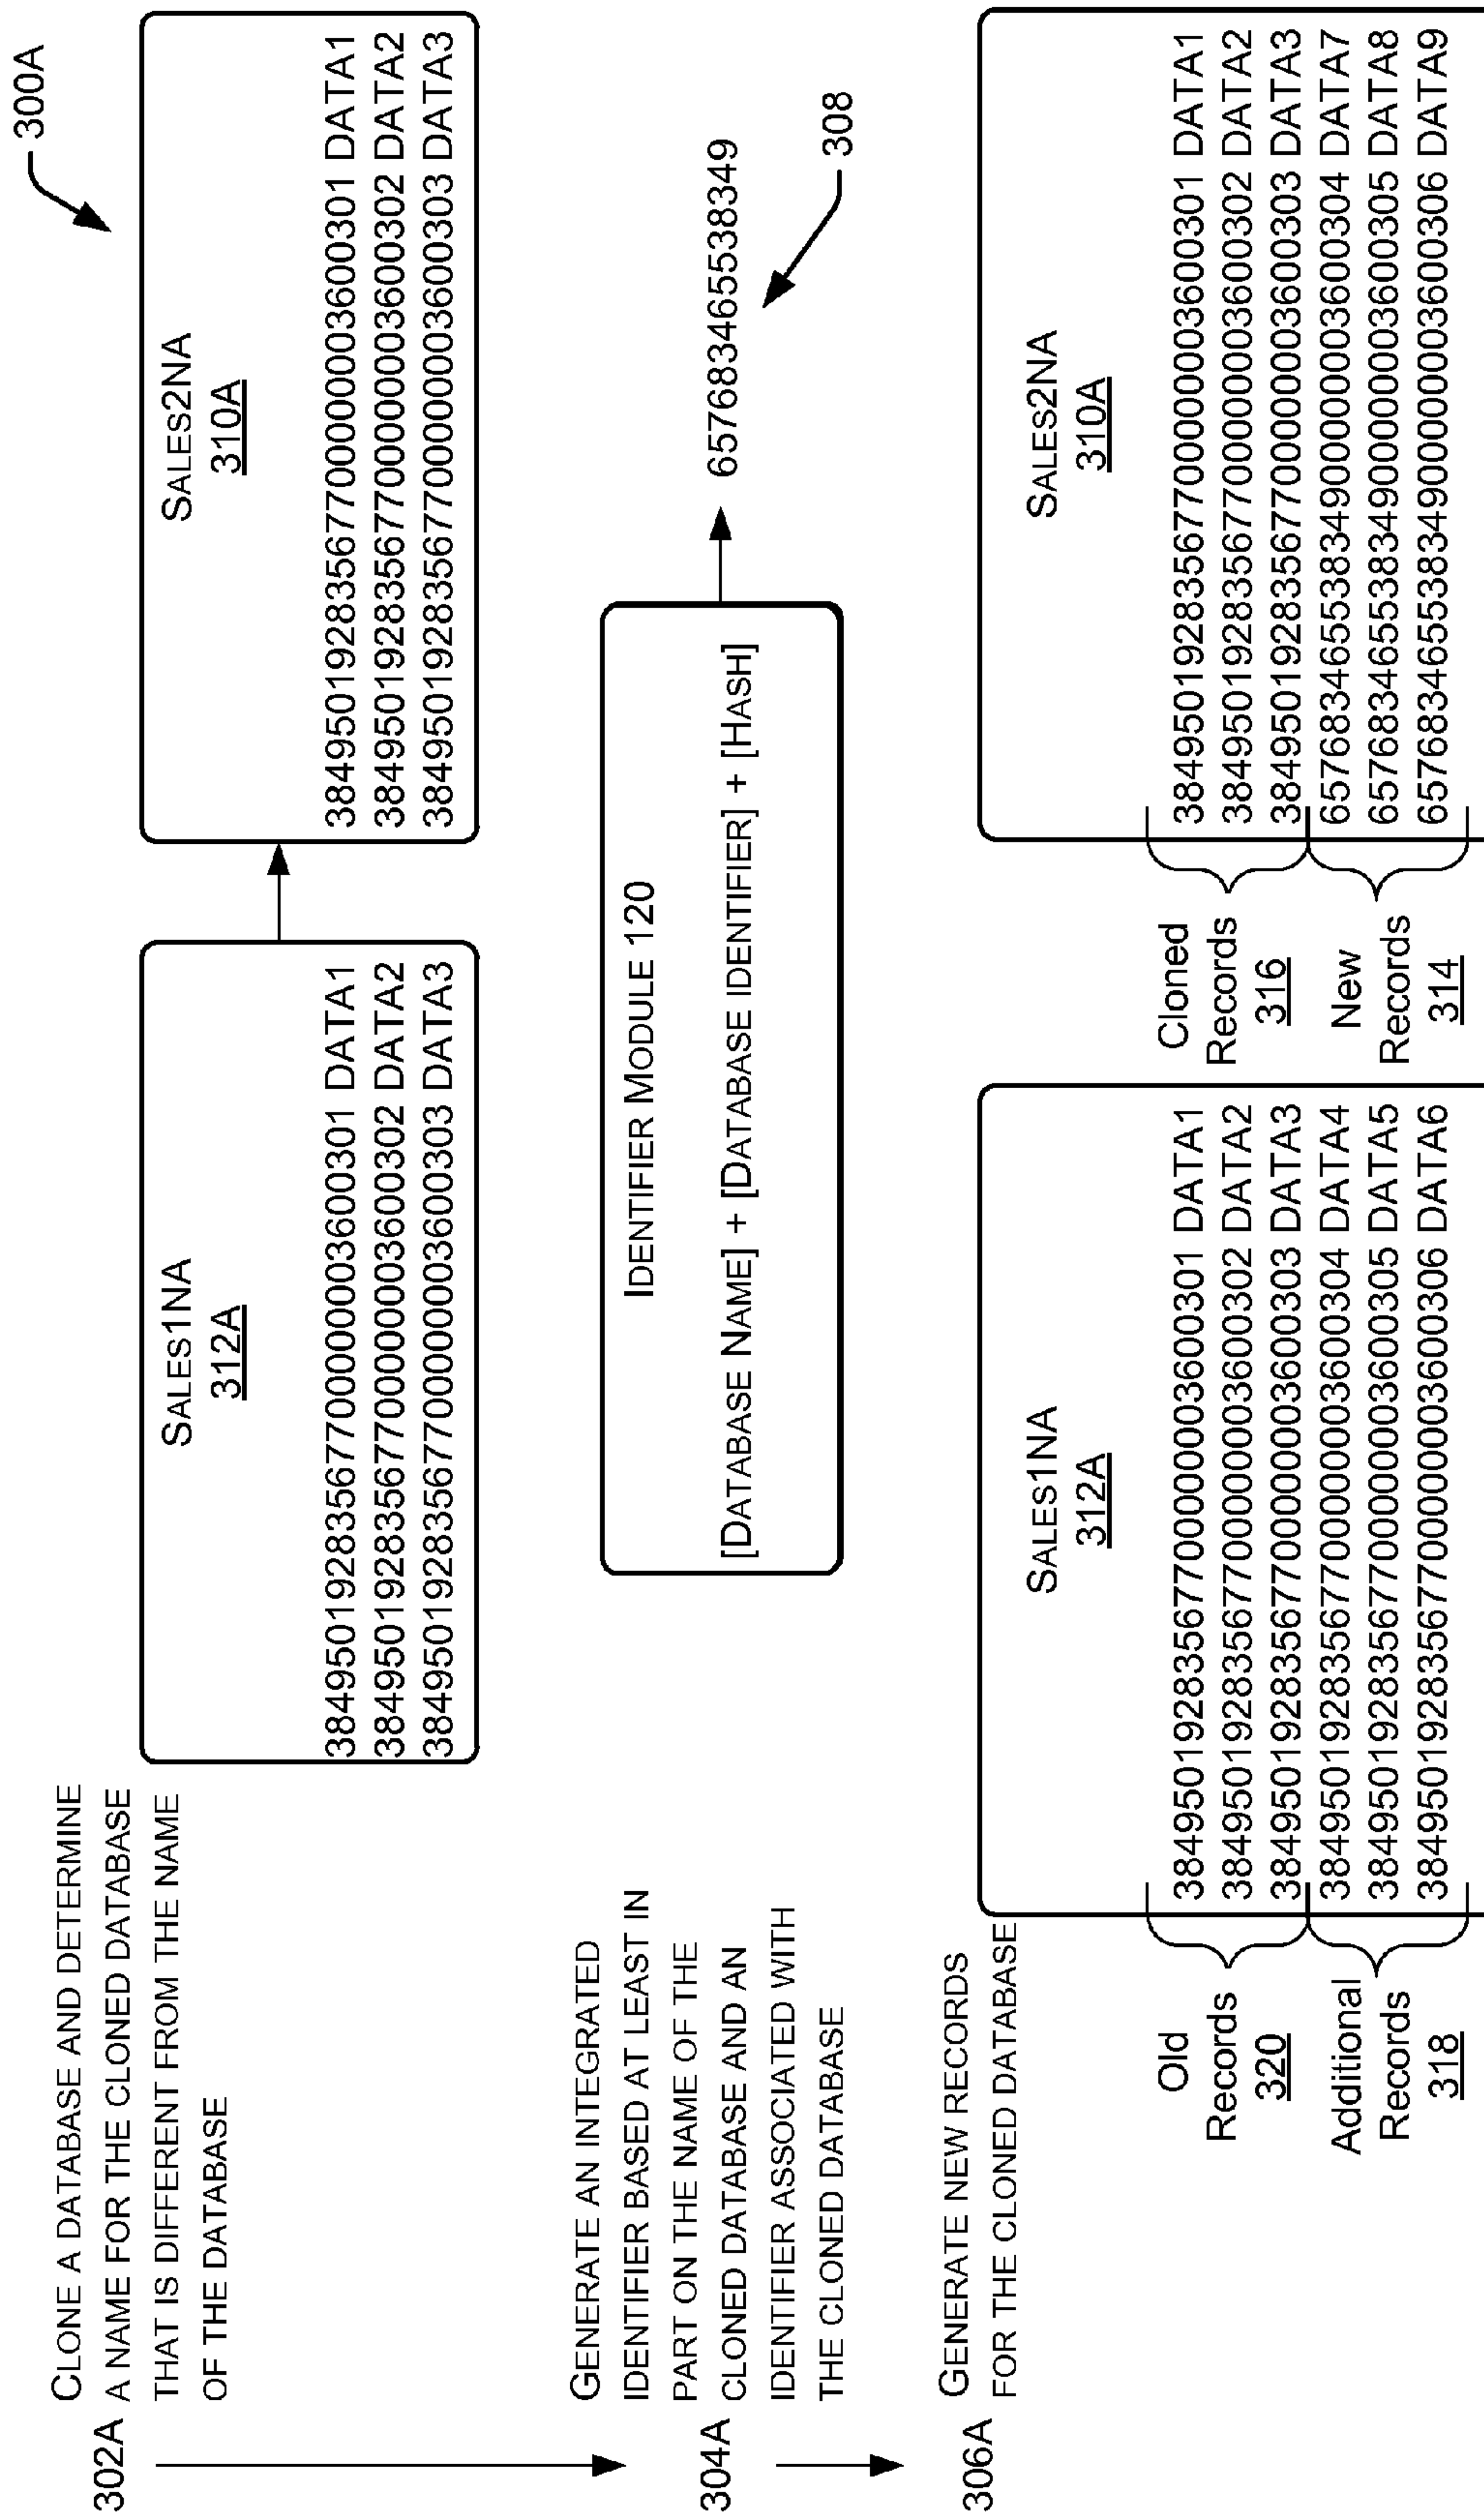 300A
302A
CLONE A DATABASE AND DETERMINE
A NAME FOR THE CLONED DATABASE
THAT IS DIFFERENT FROM THE NAME
OF THE DATABASE
SALES1NA
312A
38495019283567700000003600301 DATA1
38495019283567700000003600302 DATA2
38495019283567700000003600303 DATA3
SALES2NA
310A
38495019283567700000003600301 DATA1
38495019283567700000003600302 DATA2
38495019283567700000003600303 DATA3
304A
GENERATE AN INTEGRATED
IDENTIFIER BASED AT LEAST IN
PART ON THE NAME OF THE
CLONED DATABASE AND AN
IDENTIFIER ASSOCIATED WITH
THE CLONED DATABASE
IDENTIFIER MODULE 120
[DATABASE NAME] + [DATABASE IDENTIFIER] + [HASH]
657683465538349
308
306A
GENERATE NEW RECORDS
FOR THE CLONED DATABASE
Old
Records
320
Additional
Records
318
SALES1NA
312A
38495019283567700000003600301 DATA1
38495019283567700000003600302 DATA2
38495019283567700000003600303 DATA3
38495019283567700000003600304 DATA4
38495019283567700000003600305 DATA5
38495019283567700000003600306 DATA6
Cloned
Records
316
New
Records
314
SALES2NA
310A
38495019283567700000003600301 DATA1
38495019283567700000003600302 DATA2
38495019283567700000003600303 DATA3
65768346553834900000003600304 DATA7
65768346553834900000003600305 DATA8
65768346553834900000003600306 DATA9